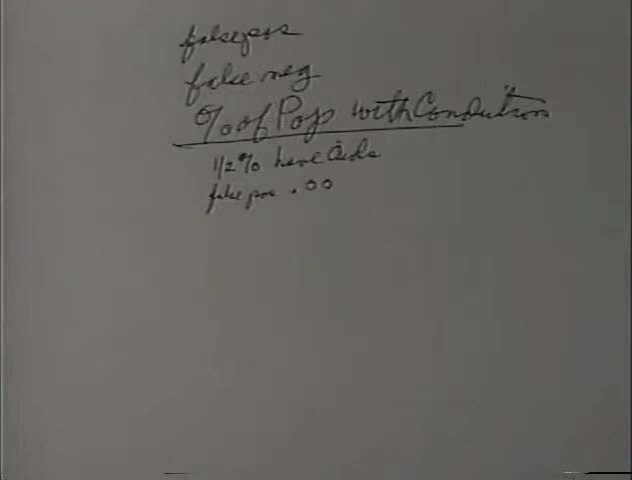 false pos
false neg
% of Pop with Condition
1/2% have Aids
false pos .00